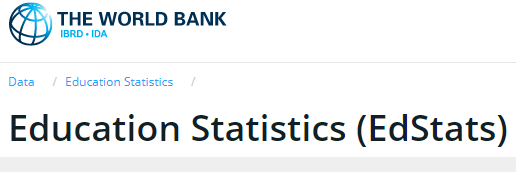 THE WORLD BANK
IBRD • IDA
Data / Education Statistics /
Education Statistics (EdStats)